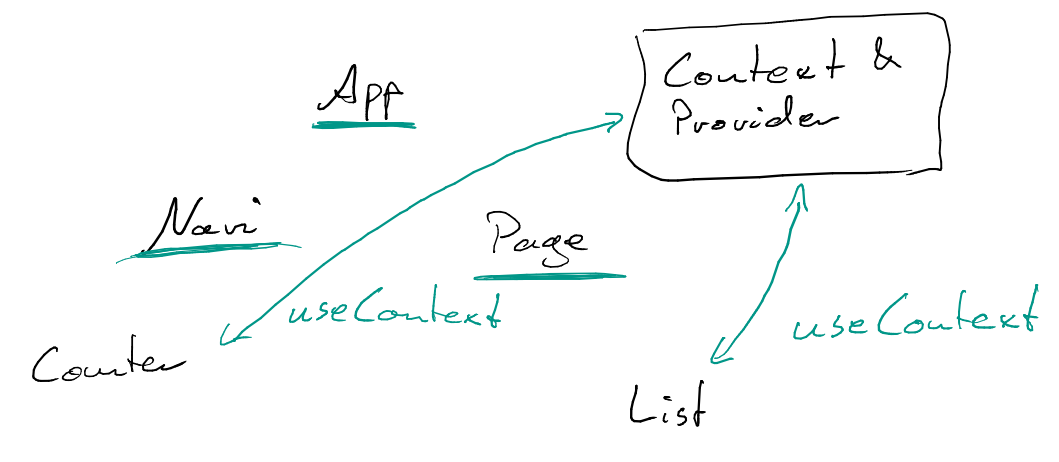 App
Context &
Provider
Navi
Page
useContext
useContext
Counter
List